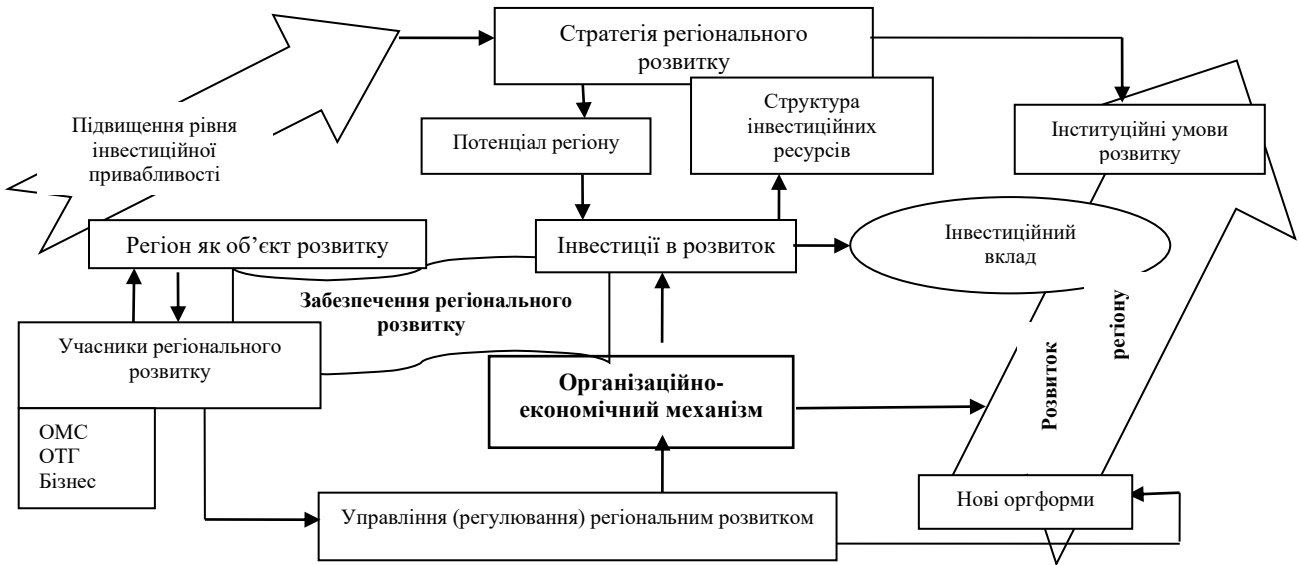 Стратегія регіонального
розвитку
Підвищення рівня
інвестиційної
привабливості
Потенціал регіону
Структура
інвестиційних
ресурсів
Інституційні умови
розвитку
Регіон як об’єкт розвитку
Інвестиції в розвиток
Інвестиційний
вклад
Забезпечення регіонального
розвитку
Учасники регіонального
розвитку
Організаційно-
економічний механізм
Розвиток
регіону
ОМС
ОТГ
Бізнес
Управління (регулювання) регіональним розвитком
Нові оргформи